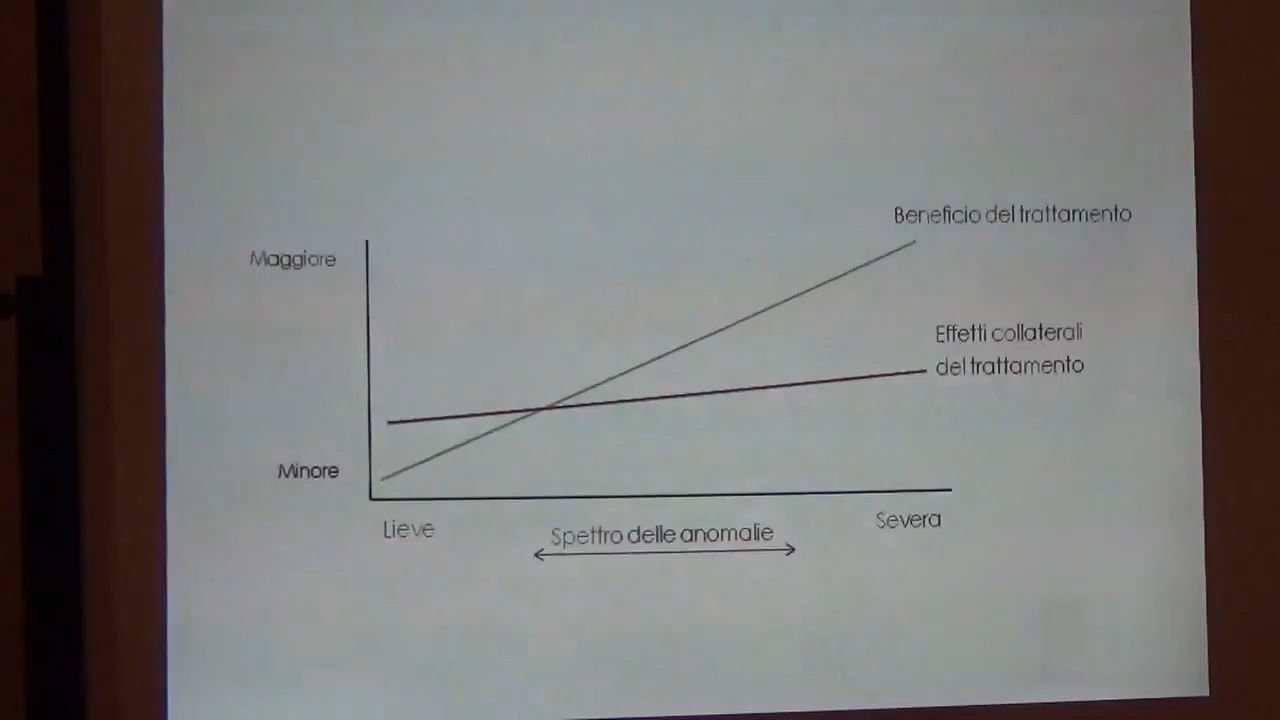 Beneficio del trattamento
Maggiore
Effetti collaterali
del trattamento
Minore
Lieve
Spettro delle anomalie
Severa